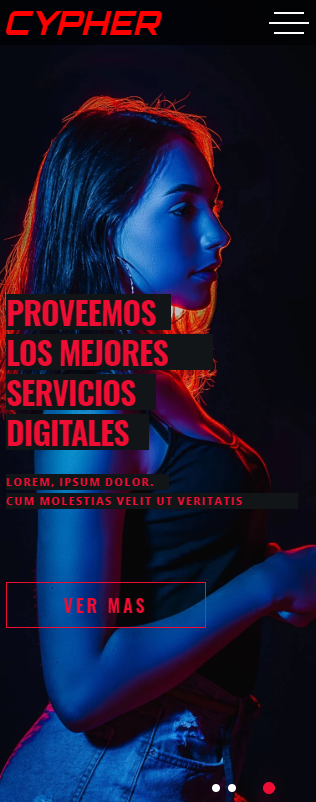 CYPHER
PROVEEMOS
LOS MEJORES
SERVICIOS
DIGITALES
LOREM, IPSUM DOLOR.
CUM MOLESTIAS VELIT UT VERITATIS
VER MAS